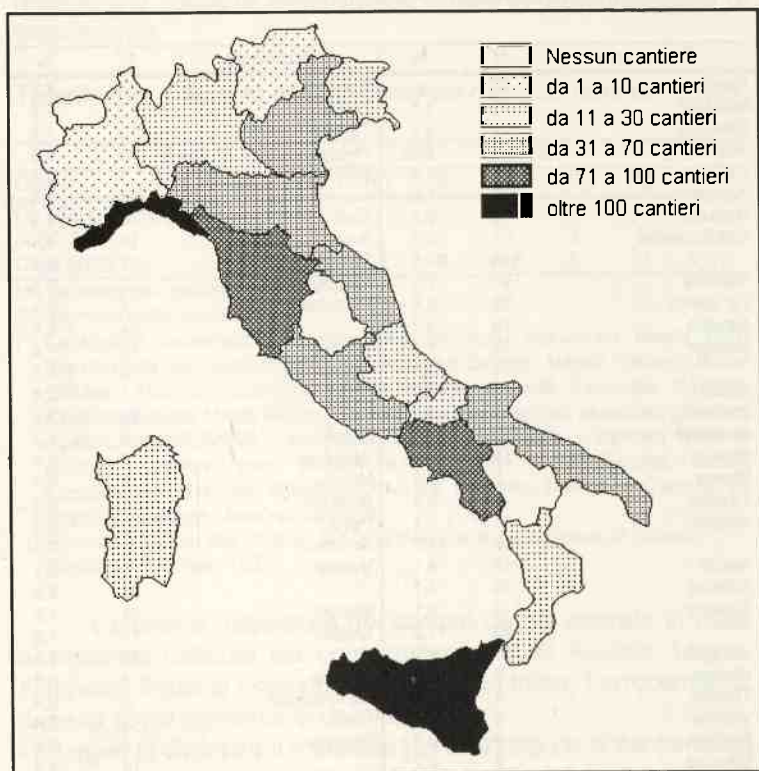 Nessun cantiere
da 1 a 10 cantieri
da 11 a 30 cantieri
da 31 a 70 cantieri
da 71 a 100 cantieri
oltre 100 cantieri